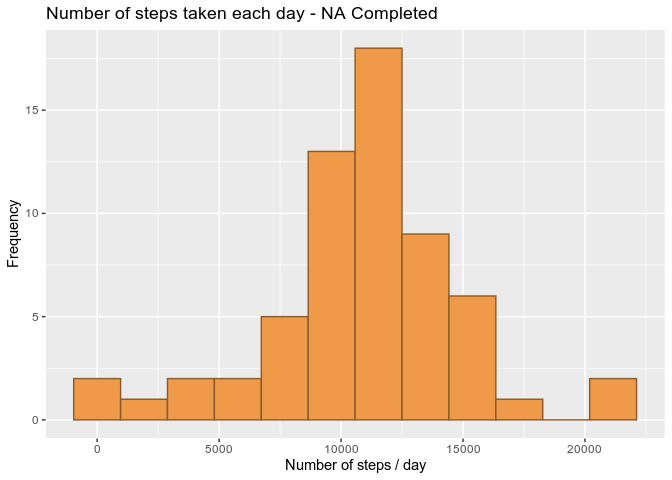 Number of steps taken each day - NA Completed
Frequency
15
10
5
0
0 5000 10000 15000 20000
Number of steps / day